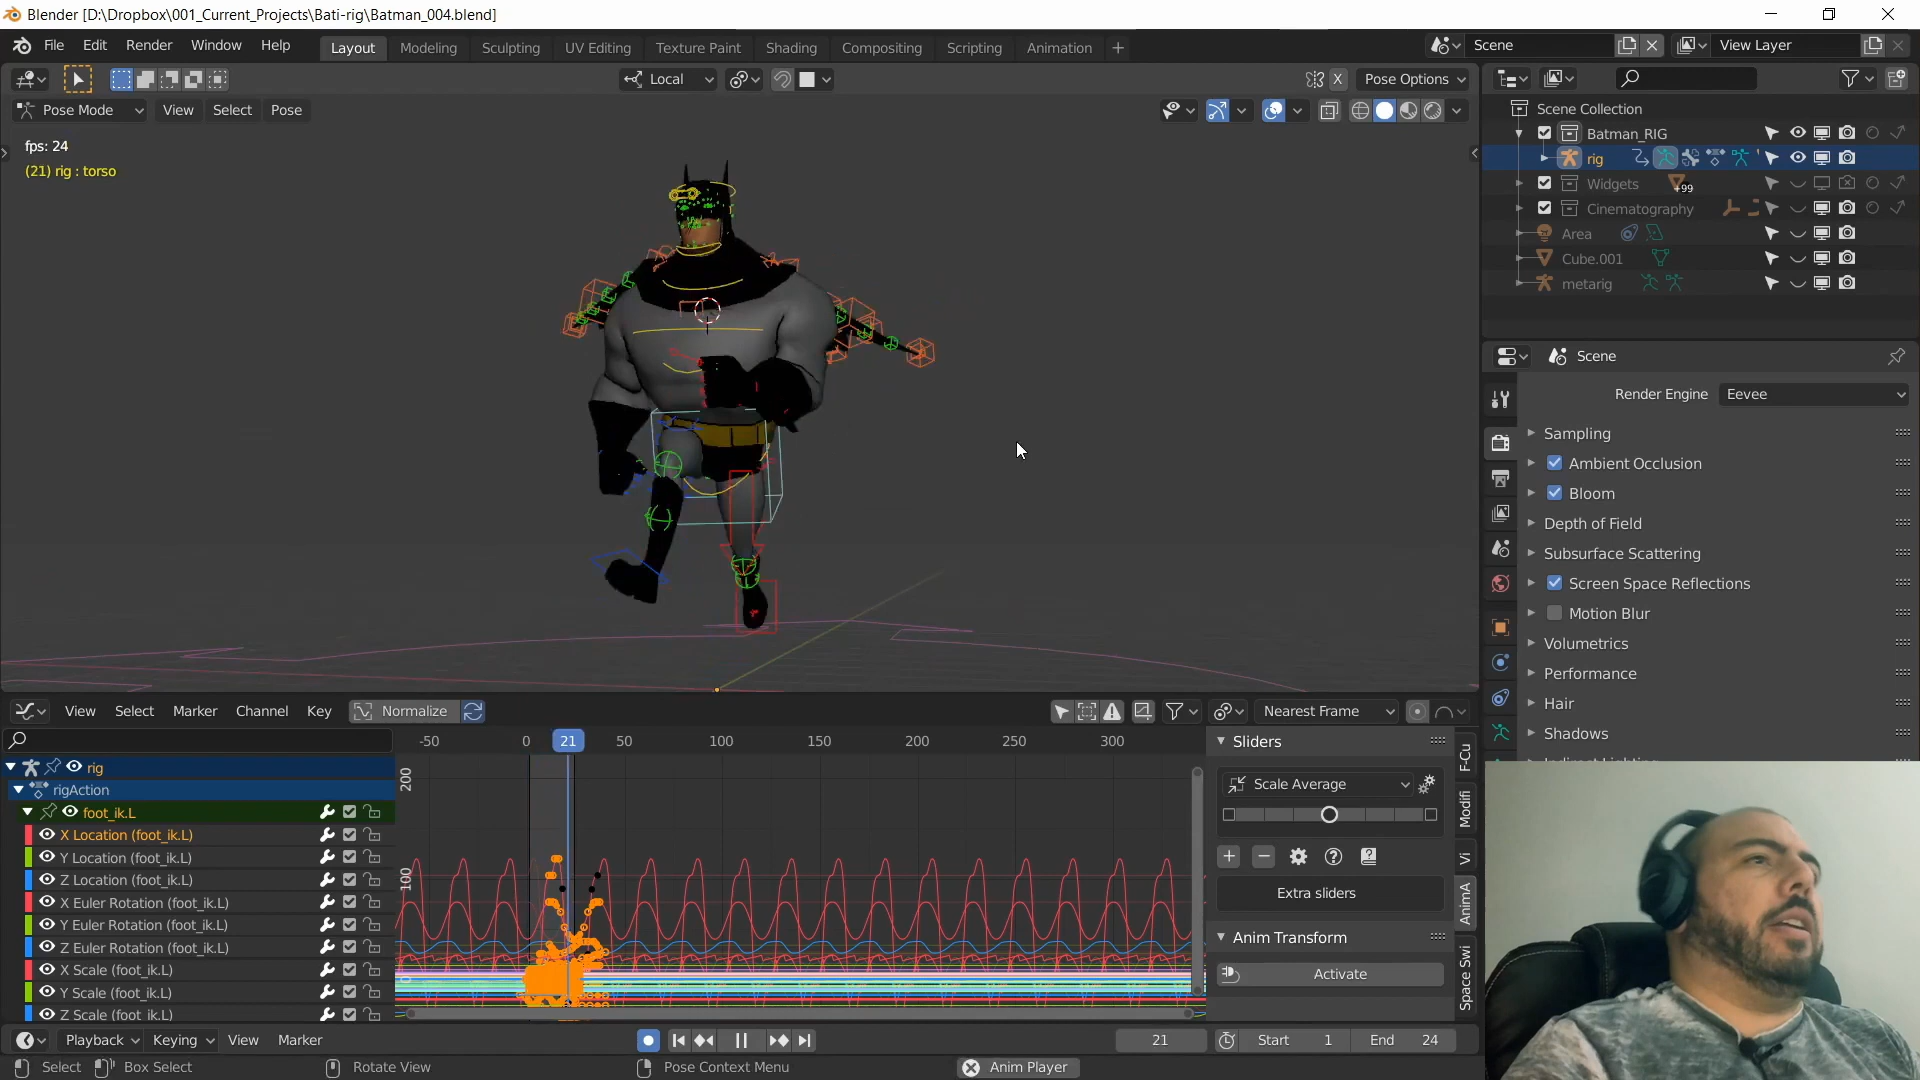 Blender [D:\Dropbox\001_Current_Projects\Bati-rig\Batman_004.blend]
File Edit Render Window Help
Layout Modeling Sculpting UV Editing Texture Paint Shading Compositing Scripting Animation +
Scene
View Layer
Local
X
Pose Options
Pose Mode View Select Pose
fps: 24
(21) rig : torso
Scene Collection
Batman_RIG
rig
Widgets
+99
Cinematography
Area
Cube.001
metarig
Scene
Render Engine Eevee
Sampling
Ambient Occlusion
Bloom
Depth of Field
Subsurface Scattering
Screen Space Reflections
Motion Blur
Volumetrics
Performance
Hair
Shadows
View Select Marker Channel Key Normalize
Nearest Frame
-50 0 21 50 100 150 200 250 300
200
100
0
rig
rigAction
foot_ik.L
X Location (foot_ik.L)
Y Location (foot_ik.L)
Z Location (foot_ik.L)
X Euler Rotation (foot_ik.L)
Y Euler Rotation (foot_ik.L)
Z Euler Rotation (foot_ik.L)
X Scale (foot_ik.L)
Y Scale (foot_ik.L)
Z Scale (foot_ik.L)
Sliders
Scale Average
Extra sliders
Anim Transform
Activate
F-Cu
Modifi
Vi
AnimA
Space Swi
Playback Keying View Marker
21
Start 1 End 24
Select Box Select Rotate View Pose Context Menu Anim Player